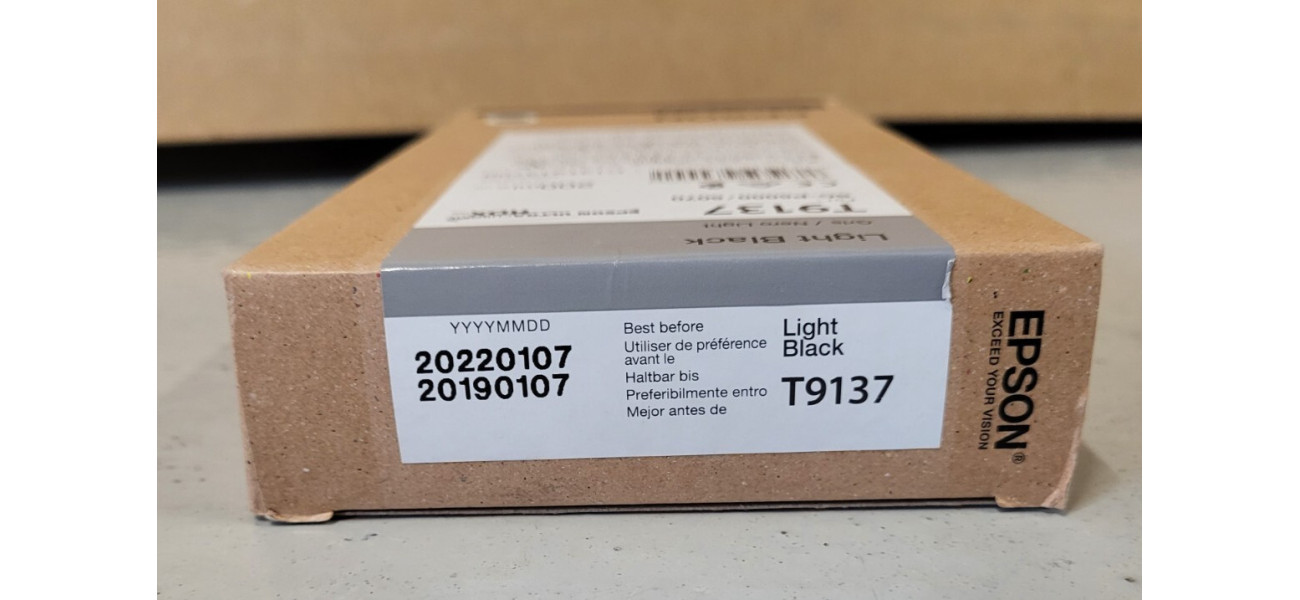 T9137
Light Black
YYYYMMDD
20220107
20190107
Best before
Utiliser de préférence
avant le
Haltbar bis
Preferibilmente entro
Mejor antes de
Light
Black
T9137
EPSON®
EXCEED YOUR VISION